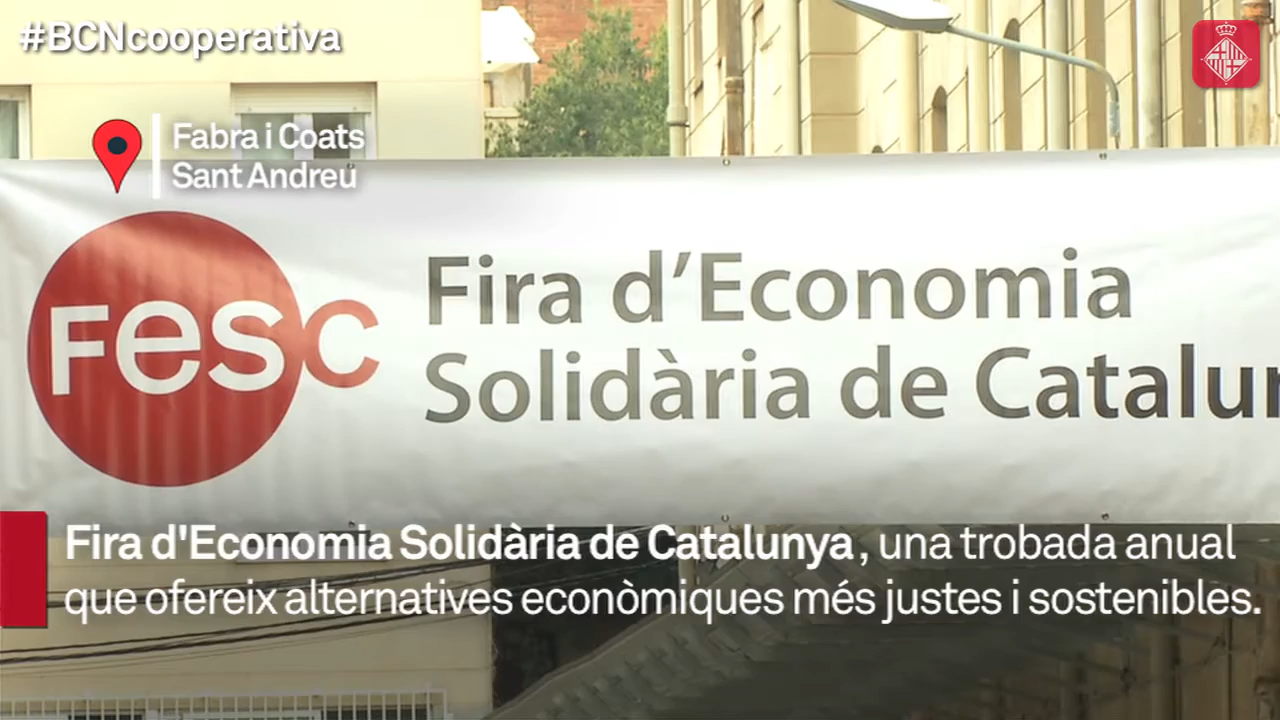 #BCNcooperativa
Fabra i Coats
Sant Andreu
FeSC
Fira d'Economia
Solidària de Catalun
Fira d'Economia Solidària de Catalunya, una trobada anual
que ofereix alternatives econòmiques més justes i sostenibles.